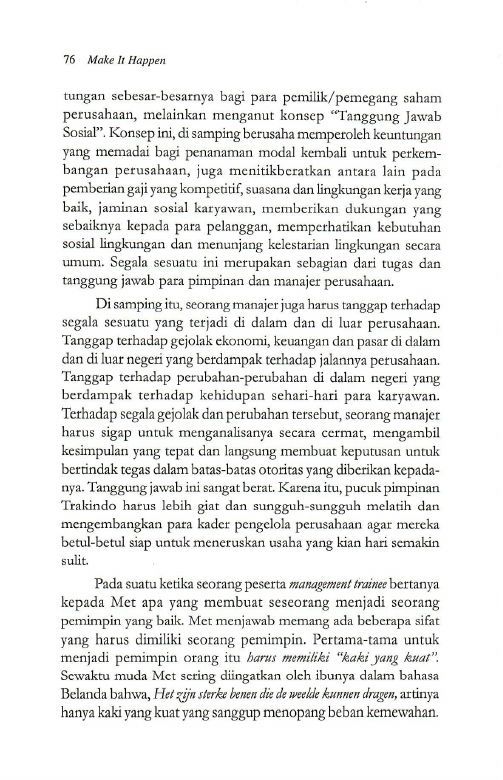 76 Make It Happen
tungan sebesar-besarnya bagi para pemilik/pemegang saham
perusahaan, melainkan menganut konsep “Tanggung Jawab
Sosial”. Konsep ini, di samping berusaha memperoleh keuntungan
yang memadai bagi penanaman modal kembali untuk perkem-
bangan perusahaan, juga menitikberatkan antara lain pada
pemberian gaji yang kompetitif, suasana dan lingkungan kerja yang
baik, jaminan sosial karyawan, memberikan dukungan yang
sebaiknya kepada para pelanggan, memperhatikan kebutuhan
sosial lingkungan dan menunjang kelestarian lingkungan secara
umum. Segala sesuatu ini merupakan sebagian dari tugas dan
tanggung jawab para pimpinan dan manajer perusahaan.
Di samping itu, seorang manajer juga harus tanggap terhadap
segala sesuatu yang terjadi di dalam dan di luar perusahaan.
Tanggap terhadap gejolak ekonomi, keuangan dan pasar di dalam
dan di luar negeri yang berdampak terhadap jalannya perusahaan.
Tanggap terhadap perubahan-perubahan di dalam negeri yang
berdampak terhadap kehidupan sehari-hari para karyawan.
Terhadap segala gejolak dan perubahan tersebut, seorang manajer
harus sigap untuk menganalisanya secara cermat, mengambil
kesimpulan yang tepat dan langsung membuat keputusan untuk
bertindak tegas dalam batas-batas otoritas yang diberikan kepada-
nya. Tanggung jawab ini sangat berat. Karena itu, pucuk pimpinan
Trakindo harus lebih giat dan sungguh-sungguh melatih dan
mengembangkan para kader pengelola perusahaan agar mereka
betul-betul siap untuk meneruskan usaha yang kian hari semakin
sulit.
Pada suatu ketika seorang peserta management trainee bertanya
kepada Met apa yang membuat seseorang menjadi seorang
pemimpin yang baik. Met menjawab memang ada beberapa sifat
yang harus dimiliki seorang pemimpin. Pertama-tama untuk
menjadi pemimpin orang itu harus memiliki “kaki yang kuat”.
Sewaktu muda Met sering diingatkan oleh ibunya dalam bahasa
Belanda bahwa, Het zijn sterke benen die de weelde kunnen dragen, artinya
hanya kaki yang kuat yang sanggup menopang beban kemewahan.